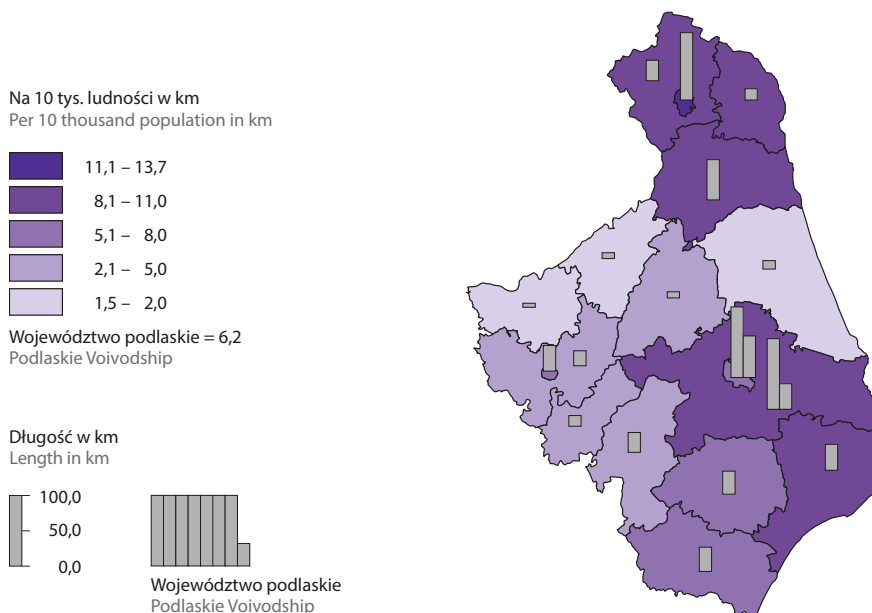 Na 10 tys. ludności w km
Per 10 thousand population in km
11,1 – 13,7
8,1 – 11,0
5,1 – 8,0
2,1 – 5,0
1,5 – 2,0
Województwo podlaskie = 6,2
Podlaskie Voivodship
Długość w km
Length in km
100,0
50,0
0,0
Województwo podlaskie
Podlaskie Voivodship